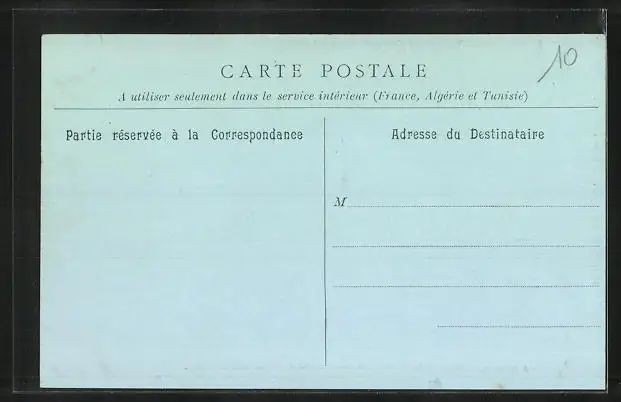 10
CARTE POSTALE
A utiliser seulement dans le service intérieur (France, Algérie et Tunisie)
Partie réservée à la Correspondance
Adresse du Destinataire
M